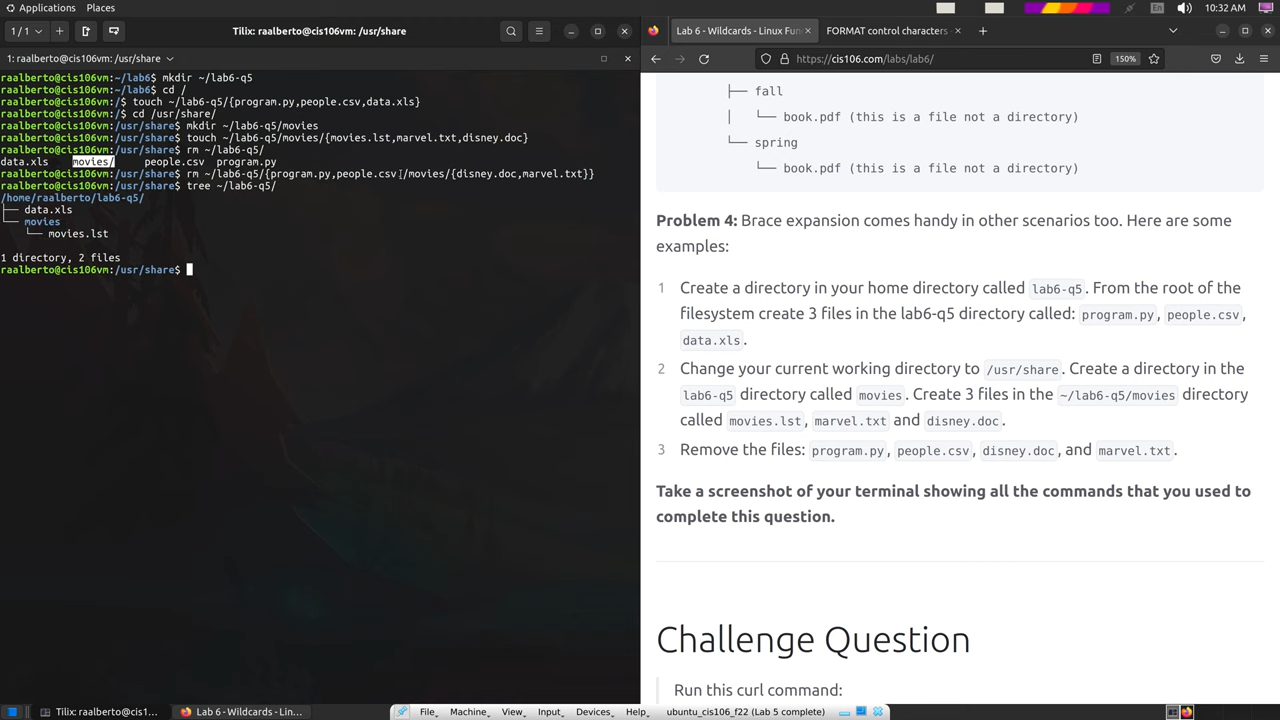 Applications Places
En 10:32 AM
1 / 1 Tilix: raalberto@cis106vm: /usr/share
1: raalberto@cis106vm: /usr/share
raalberto@cis106vm:~/lab6$ mkdir ~/lab6-q5
raalberto@cis106vm:~/lab6$ cd /
raalberto@cis106vm:/$ touch ~/lab6-q5/{program.py,people.csv,data.xls}
raalberto@cis106vm:/$ cd /usr/share/
raalberto@cis106vm:/usr/share$ mkdir ~/lab6-q5/movies
raalberto@cis106vm:/usr/share$ touch ~/lab6-q5/movies/{movies.lst,marvel.txt,disney.doc}
raalberto@cis106vm:/usr/share$ rm ~/lab6-q5/
data.xls movies/ people.csv program.py
raalberto@cis106vm:/usr/share$ rm ~/lab6-q5/{program.py,people.csv,/movies/{disney.doc,marvel.txt}}
raalberto@cis106vm:/usr/share$ tree ~/lab6-q5/
/home/raalberto/lab6-q5/
├── data.xls
└── movies
    └── movies.lst
1 directory, 2 files
raalberto@cis106vm:/usr/share$
Lab 6 - Wildcards - Linux Fun
FORMAT control characters
https://cis106.com/labs/lab6/
150%
├── fall
│   └── book.pdf (this is a file not a directory)
└── spring
    └── book.pdf (this is a file not a directory)
Problem 4: Brace expansion comes handy in other scenarios too. Here are some
examples:
1 Create a directory in your home directory called lab6-q5. From the root of the
filesystem create 3 files in the lab6-q5 directory called: program.py, people.csv,
data.xls.
2 Change your current working directory to /usr/share. Create a directory in the
lab6-q5 directory called movies. Create 3 files in the ~/lab6-q5/movies directory
called movies.lst, marvel.txt and disney.doc.
3 Remove the files: program.py, people.csv, disney.doc, and marvel.txt.
Take a screenshot of your terminal showing all the commands that you used to
complete this question.
Challenge Question
Run this curl command:
Tilix: raalberto@cis10... Lab 6 - Wildcards - Lin... File Machine View Input Devices Help ubuntu_cis106_f22 (Lab 5 complete)